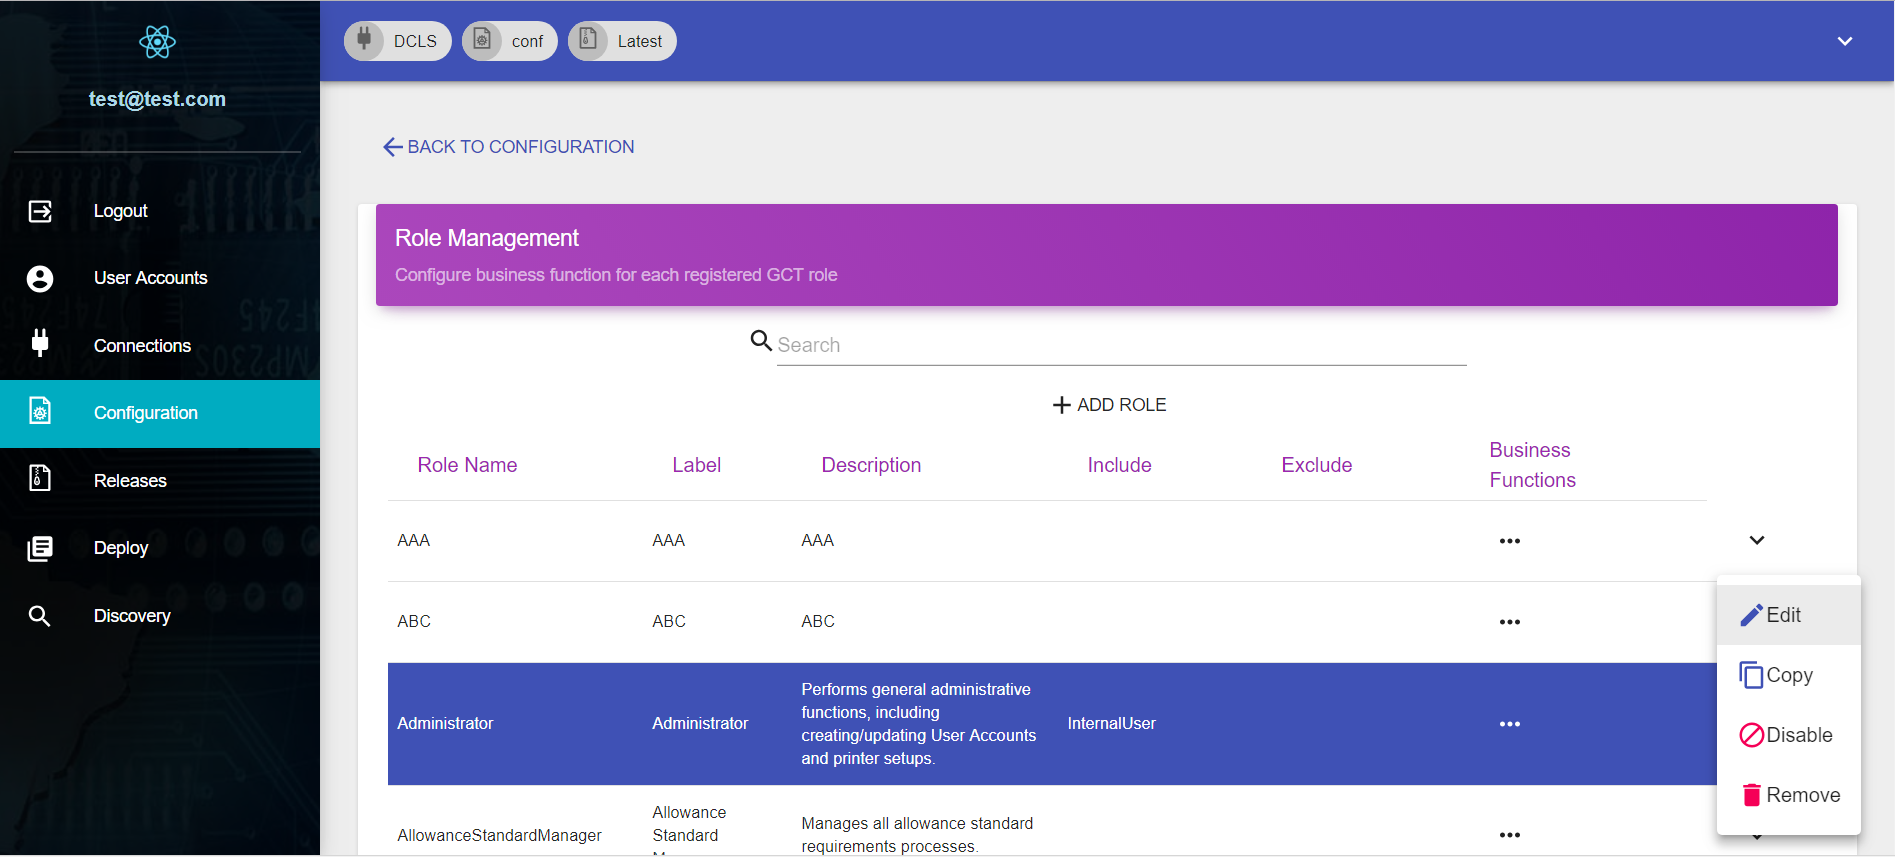 test@test.com
Logout
User Accounts
Connections
Configuration
Releases
Deploy
Discovery
DCLS
conf
Latest
BACK TO CONFIGURATION
Role Management
Configure business function for each registered GCT role
Search
ADD ROLE
Role Name
Label
Description
Include
Exclude
Business
Functions
AAA
AAA
AAA
ABC
ABC
ABC
Administrator
Administrator
Performs general administrative
functions, including
creating/updating User Accounts
and printer setups.
InternalUser
AllowanceStandardManager
Allowance
Standard
Manages all allowance standard
requirements processes.
Edit
Copy
Disable
Remove